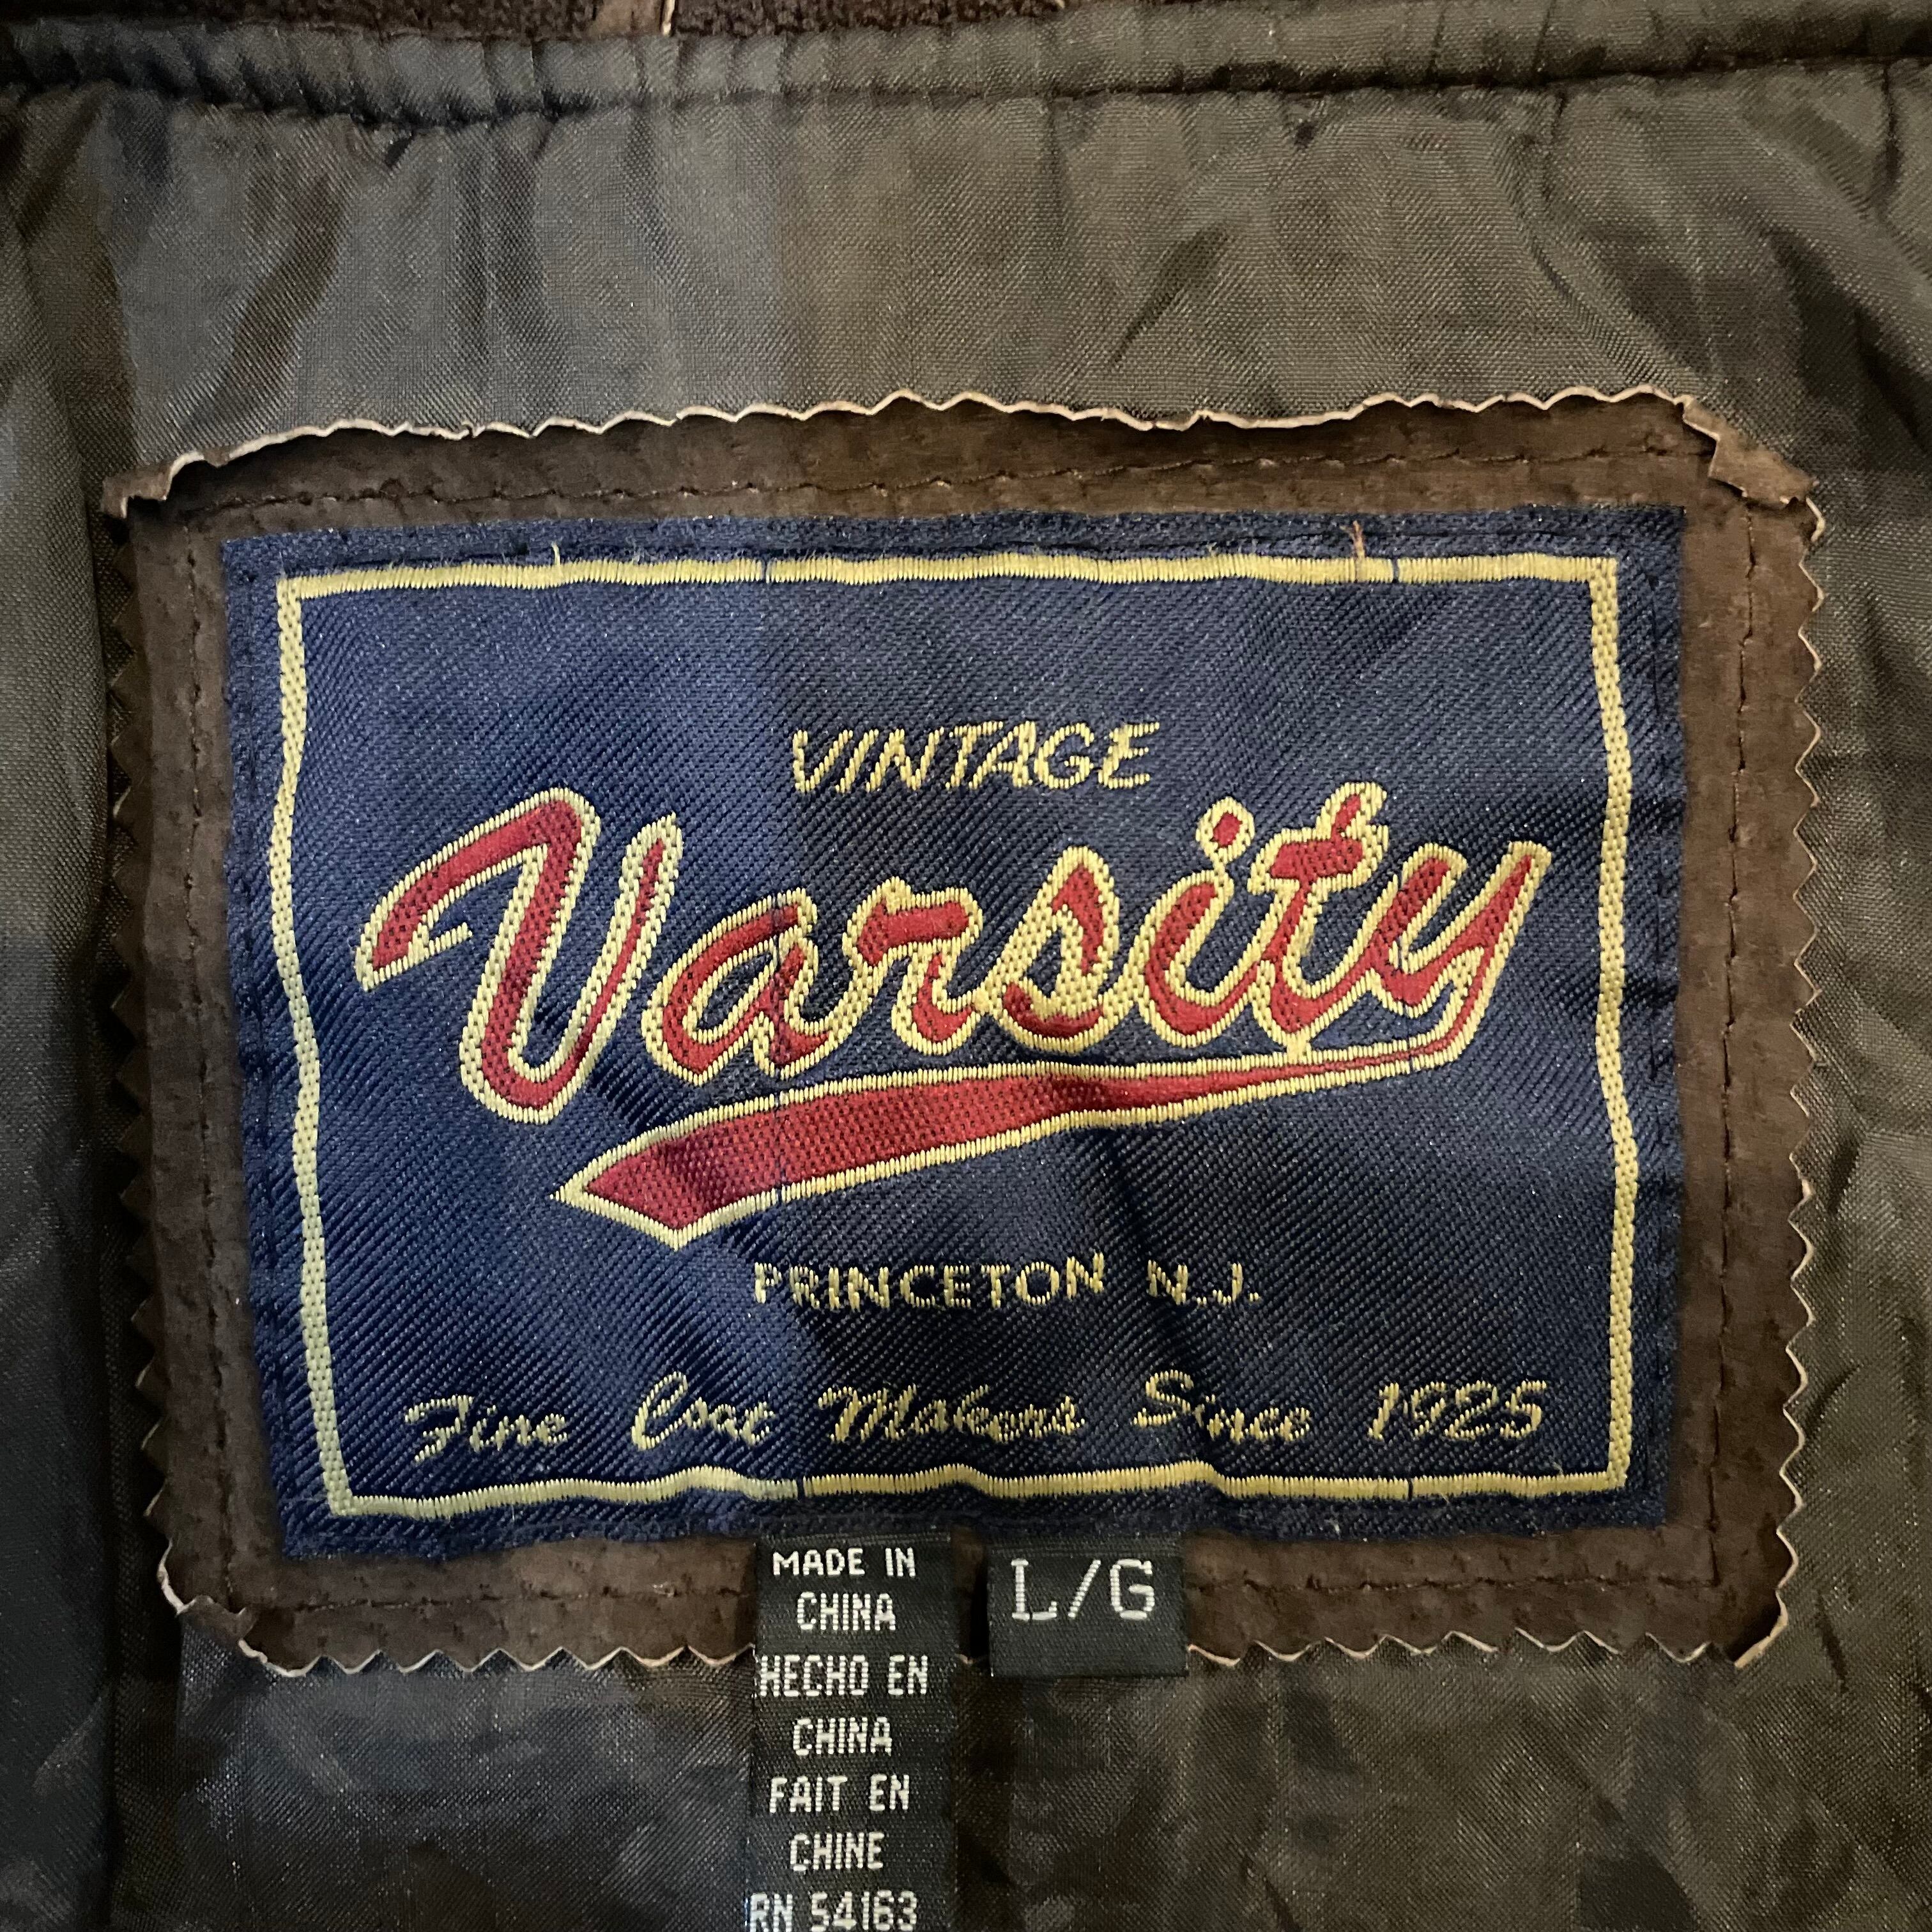 VINTAGE
Varsity
PRINCETON N.J.
Fine Coat Makers Since 1925
MADE IN
CHINA
HECHO EN
CHINA
FAIT EN
CHINE
RN 54163
L/G